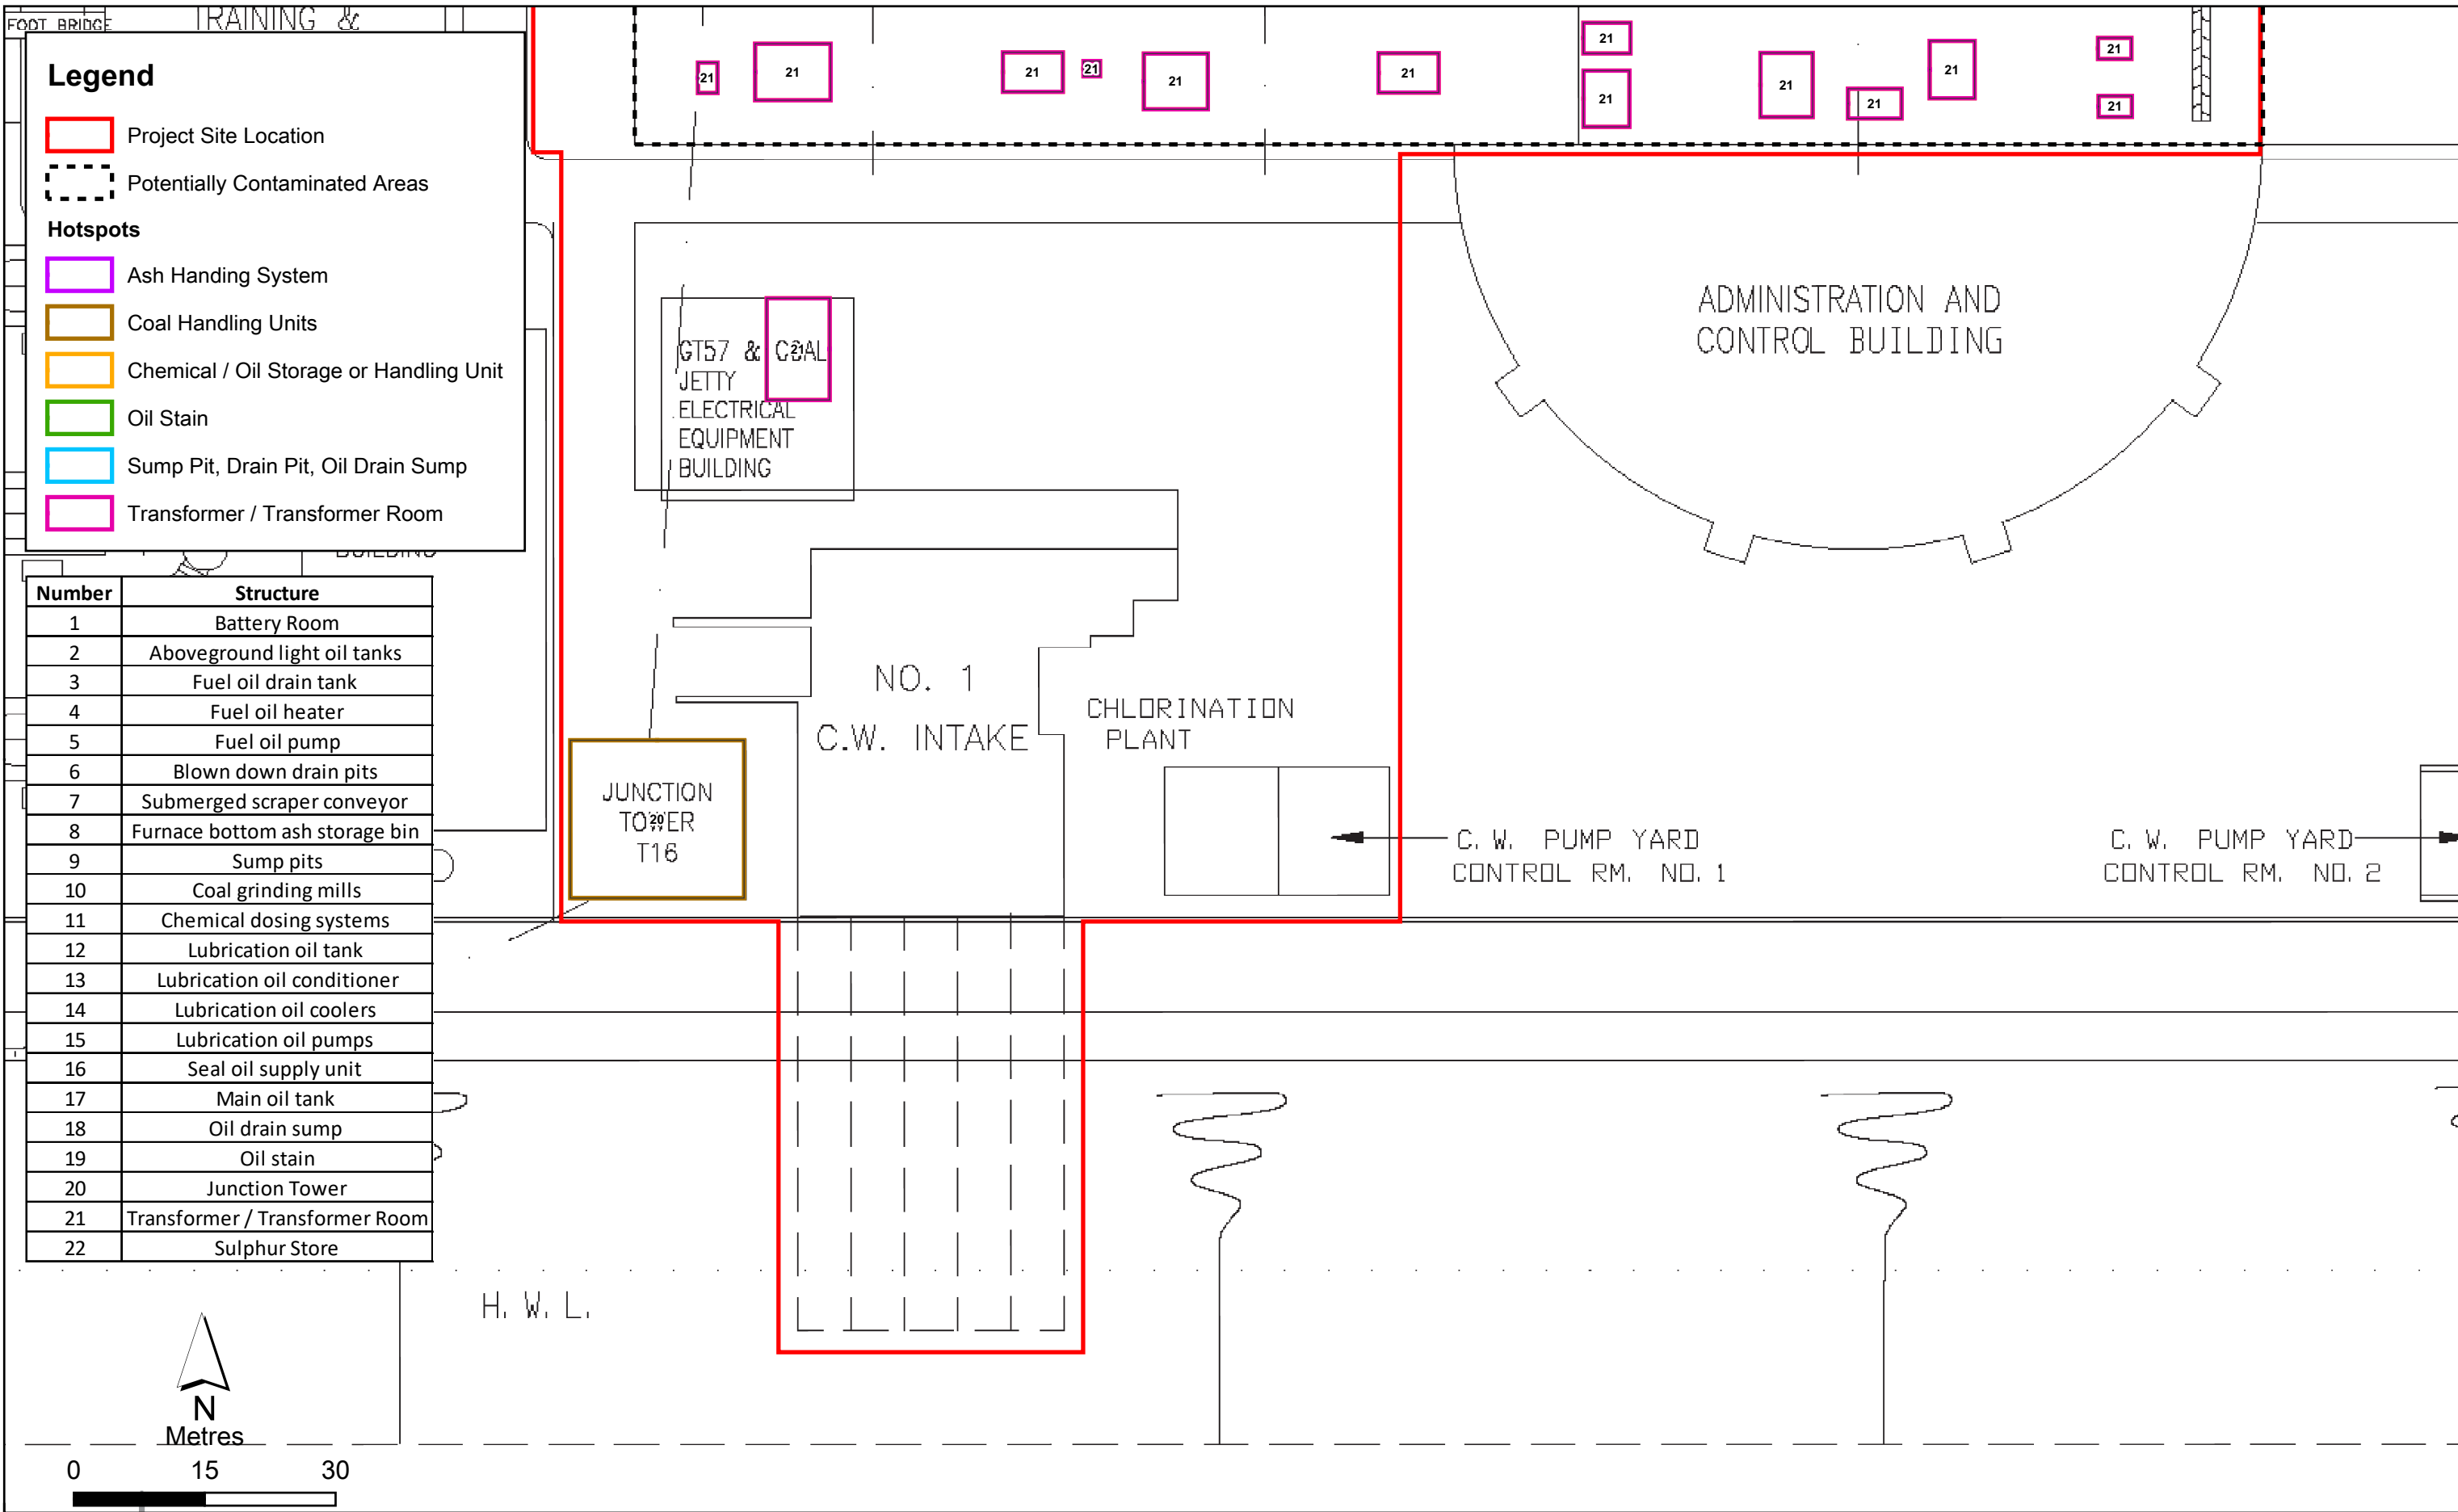 FOOT BRIDGE
TRAINING &
Legend
Project Site Location
Potentially Contaminated Areas
Hotspots
Ash Handing System
Coal Handling Units
Chemical / Oil Storage or Handling Unit
Oil Stain
Sump Pit, Drain Pit, Oil Drain Sump
Transformer / Transformer Room
BUILDING
21
21
21
21
21
21
21
21
21
21
21
21
21
GT57 & COAL
21
JETTY
ELECTRICAL
EQUIPMENT
BUILDING
ADMINISTRATION AND
CONTROL BUILDING
Number Structure
1 Battery Room
2 Aboveground light oil tanks
3 Fuel oil drain tank
4 Fuel oil heater
5 Fuel oil pump
6 Blown down drain pits
7 Submerged scraper conveyor
8 Furnace bottom ash storage bin
9 Sump pits
10 Coal grinding mills
11 Chemical dosing systems
12 Lubrication oil tank
13 Lubrication oil conditioner
14 Lubrication oil coolers
15 Lubrication oil pumps
16 Seal oil supply unit
17 Main oil tank
18 Oil drain sump
19 Oil stain
20 Junction Tower
21 Transformer / Transformer Room
22 Sulphur Store
NO. 1
C.W. INTAKE
CHLORINATION
PLANT
JUNCTION
TOWER
20
T16
C. W. PUMP YARD
CONTROL RM. NO. 1
C. W. PUMP YARD
CONTROL RM. NO. 2
H. W. L.
N
Metres
0 15 30